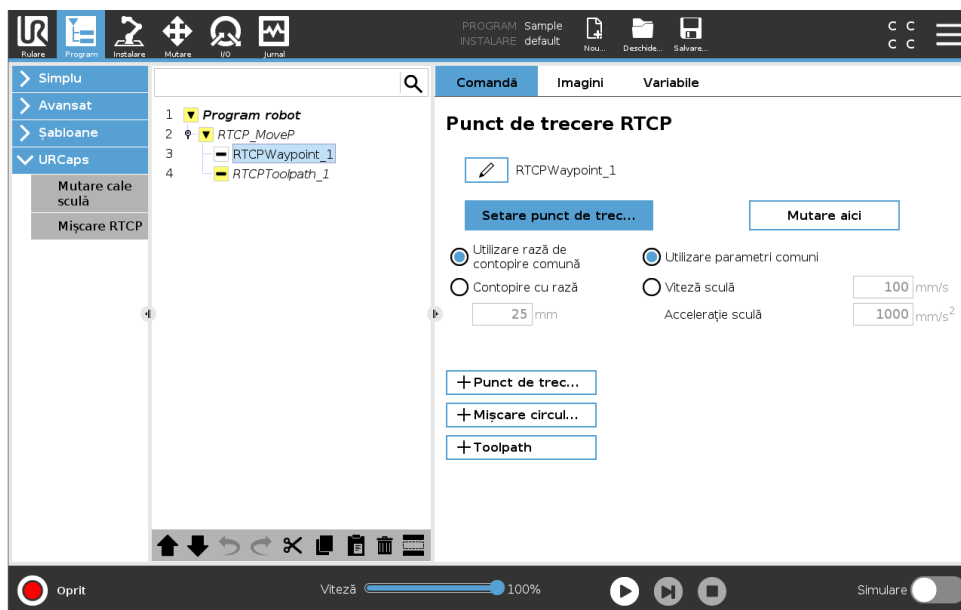 UR
Rulare
Program
Instalare
Mutare
I/O
Jurnal
PROGRAM Sample
INSTALARE default
Nou...
Deschide...
Salvare...
C C
C C
Simplu
Avansat
Șabloane
URCaps
Mutare cale
sculă
Mișcare RTCP
1 Program robot
2 RTCP_MoveP
3 RTCPWaypoint_1
4 RTCPToolpath_1
Comandă Imagini Variabile
Punct de trecere RTCP
RTCPWaypoint_1
Setare punct de trec...
Mutare aici
Utilizare rază de
contopire comună
Utilizare parametri comuni
Contopire cu rază
Viteză sculă 100 mm/s
25 mm
Accelerație sculă 1000 mm/s²
Punct de trec...
Mișcare circul...
Toolpath
Oprit
Viteză 100%
Simulare